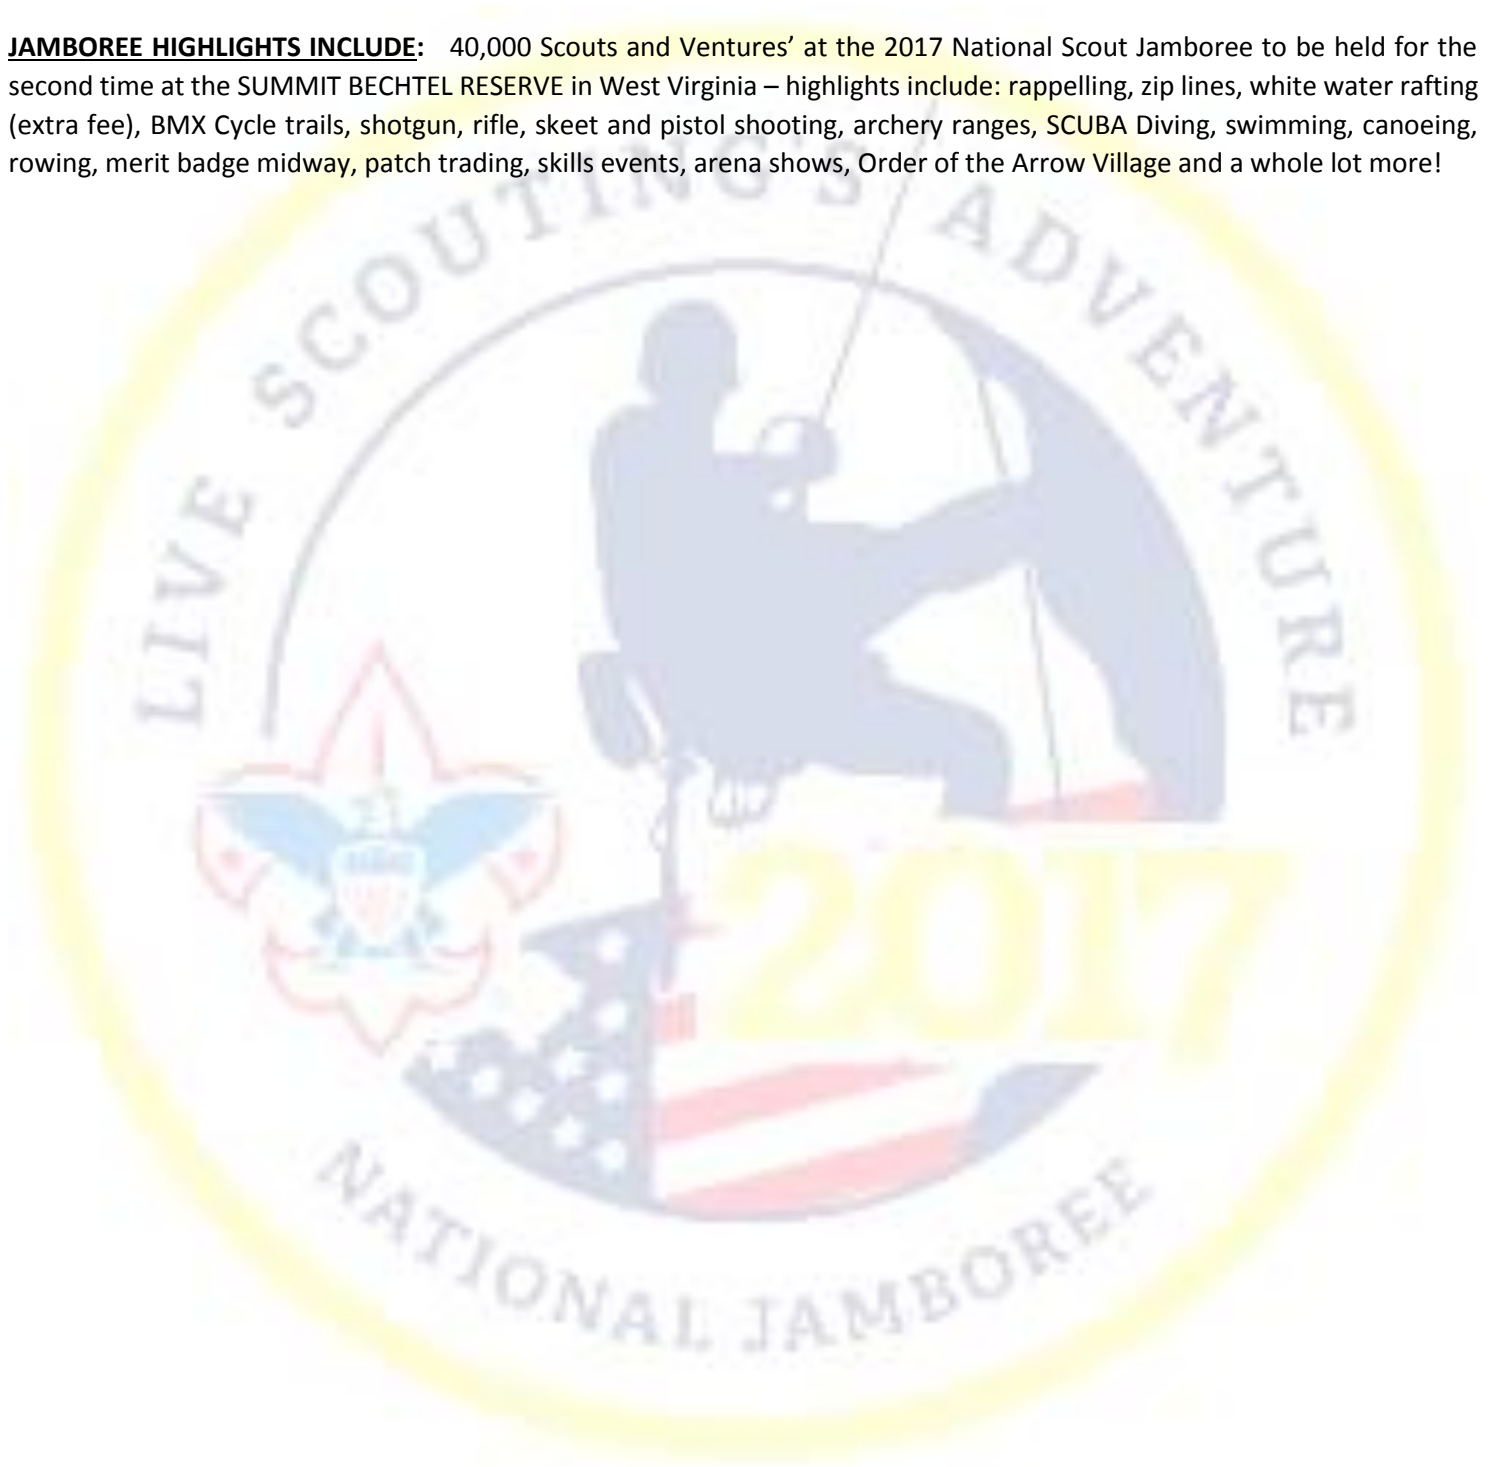 JAMBOREE HIGHLIGHTS INCLUDE: 40,000 Scouts and Ventures’ at the 2017 National Scout Jamboree to be held for the
second time at the SUMMIT BECHTEL RESERVE in West Virginia – highlights include: rappelling, zip lines, white water rafting
(extra fee), BMX Cycle trails, shotgun, rifle, skeet and pistol shooting, archery ranges, SCUBA Diving, swimming, canoeing,
rowing, merit badge midway, patch trading, skills events, arena shows, Order of the Arrow Village and a whole lot more!
LIVE SCOUTING'S ADVENTURE
2017
NATIONAL JAMBOREE